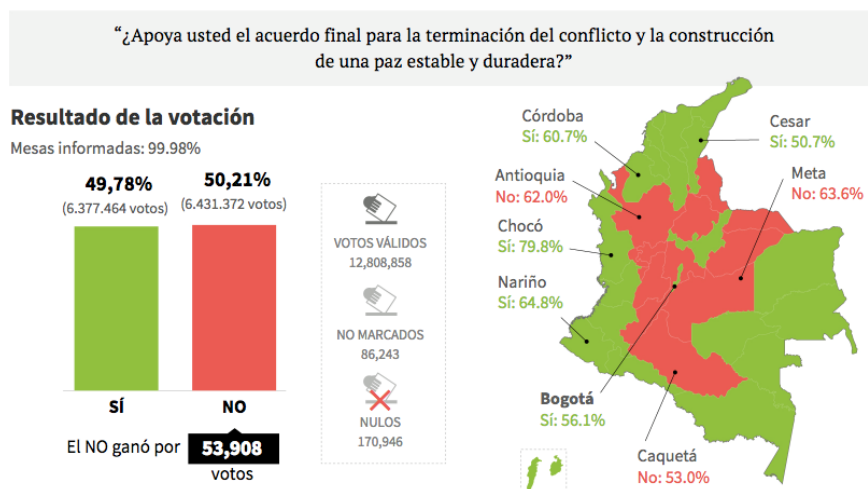 “¿Apoya usted el acuerdo final para la terminación del conflicto y la construcción
de una paz estable y duradera?”
Resultado de la votación
Mesas informadas: 99.98%
49,78%
(6.377.464 votos)
50,21%
(6.431.372 votos)
SÍ
NO
El NO ganó por 53,908
votos
VOTOS VÁLIDOS
12,808,858
NO MARCADOS
86,243
NULOS
170,946
Córdoba
Sí: 60.7%
Cesar
Sí: 50.7%
Antioquia
No: 62.0%
Meta
No: 63.6%
Chocó
Sí: 79.8%
Nariño
Sí: 64.8%
Bogotá
Sí: 56.1%
Caquetá
No: 53.0%